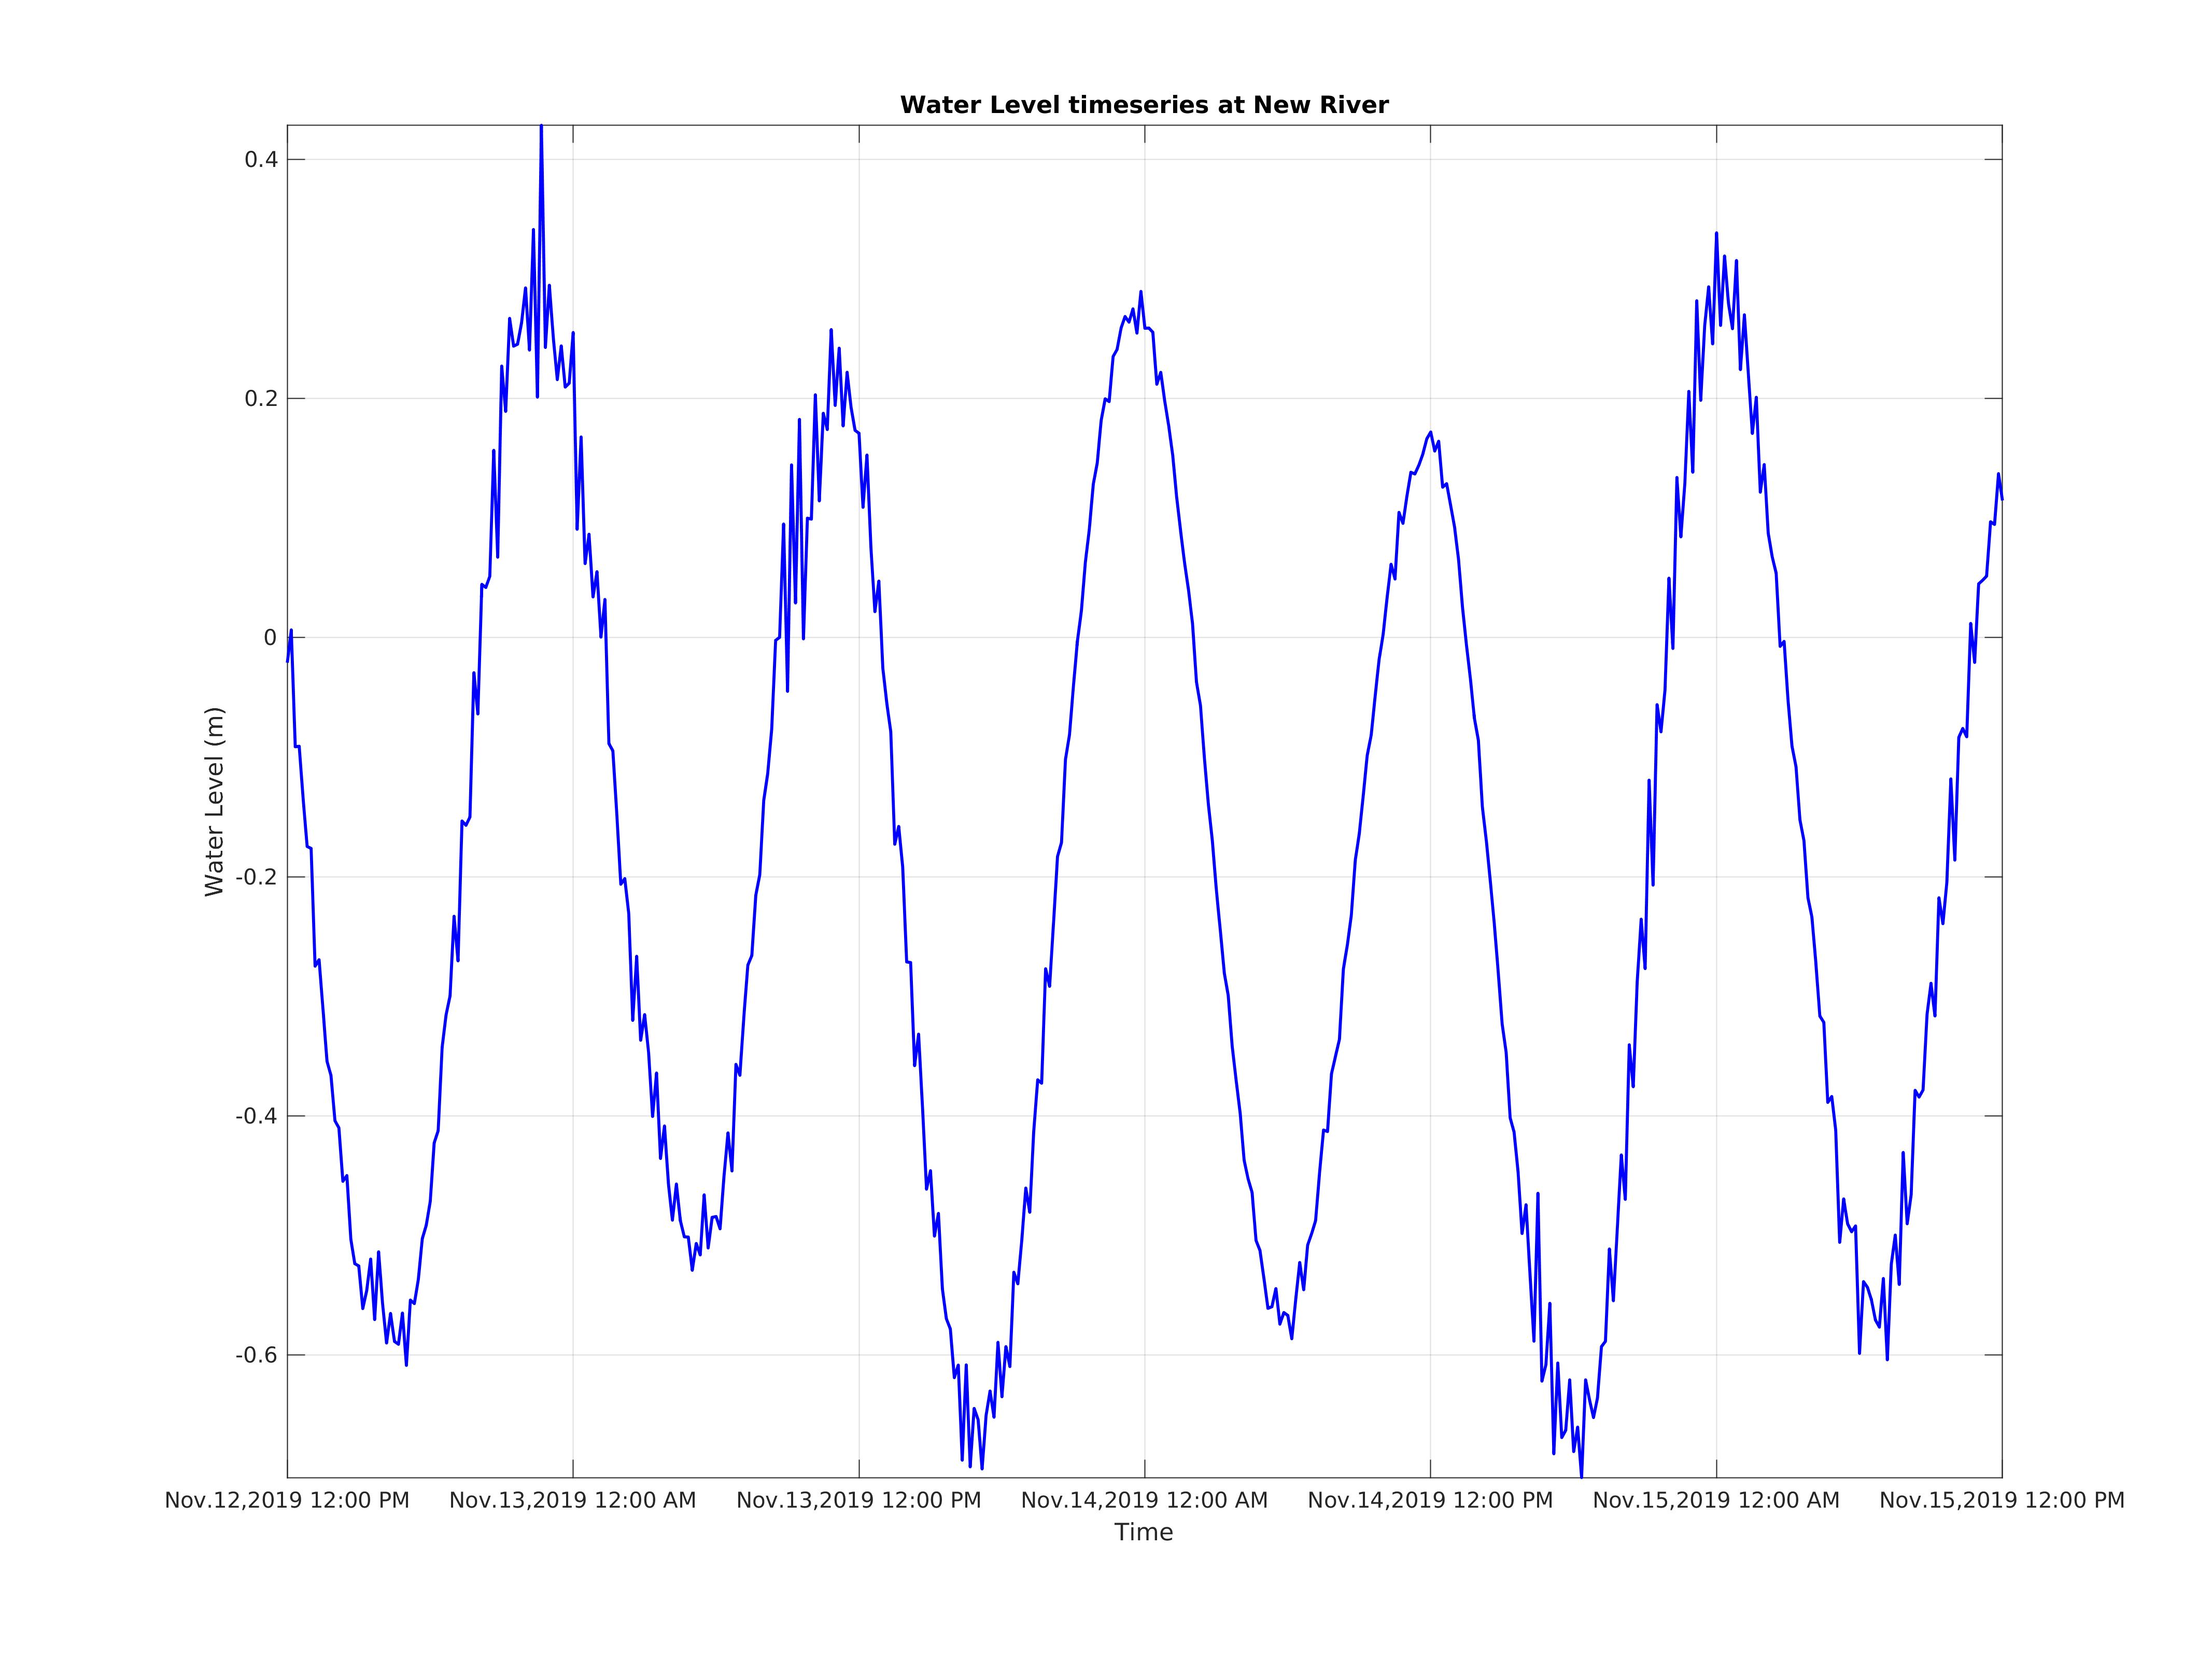 Water Level timeseries at New River
0.4
0.2
0
-0.2
-0.4
-0.6
Water Level (m)
Nov.12,2019 12:00 PM Nov.13,2019 12:00 AM Nov.13,2019 12:00 PM Nov.14,2019 12:00 AM Nov.14,2019 12:00 PM Nov.15,2019 12:00 AM Nov.15,2019 12:00 PM
Time